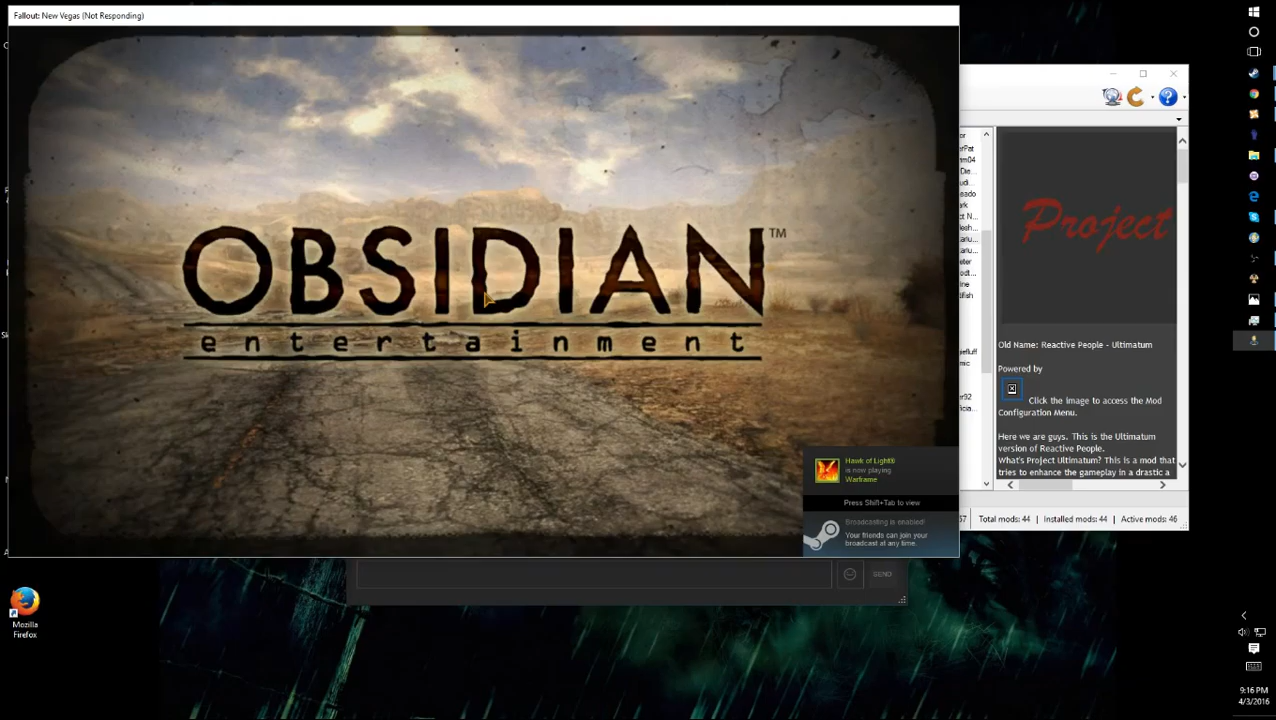 Fallout: New Vegas (Not Responding)
OBSIDIAN™
entertainment
Hawk of Light®
is now playing
Warframe
Press Shift+Tab to view
Broadcasting is enabled!
Your friends can join your
broadcast at any time.
SEND
Project
Old Name: Reactive People - Ultimatum
Powered by
Click the image to access the Mod
Configuration Menu.
Here we are guys. This is the Ultimatum
version of Reactive People.
What's Project Ultimatum? This is a mod that
tries to enhance the gameplay in a drastic a
Total mods: 44 | Installed mods: 44 | Active mods: 46
Mozilla
Firefox
9:16 PM
4/3/2016